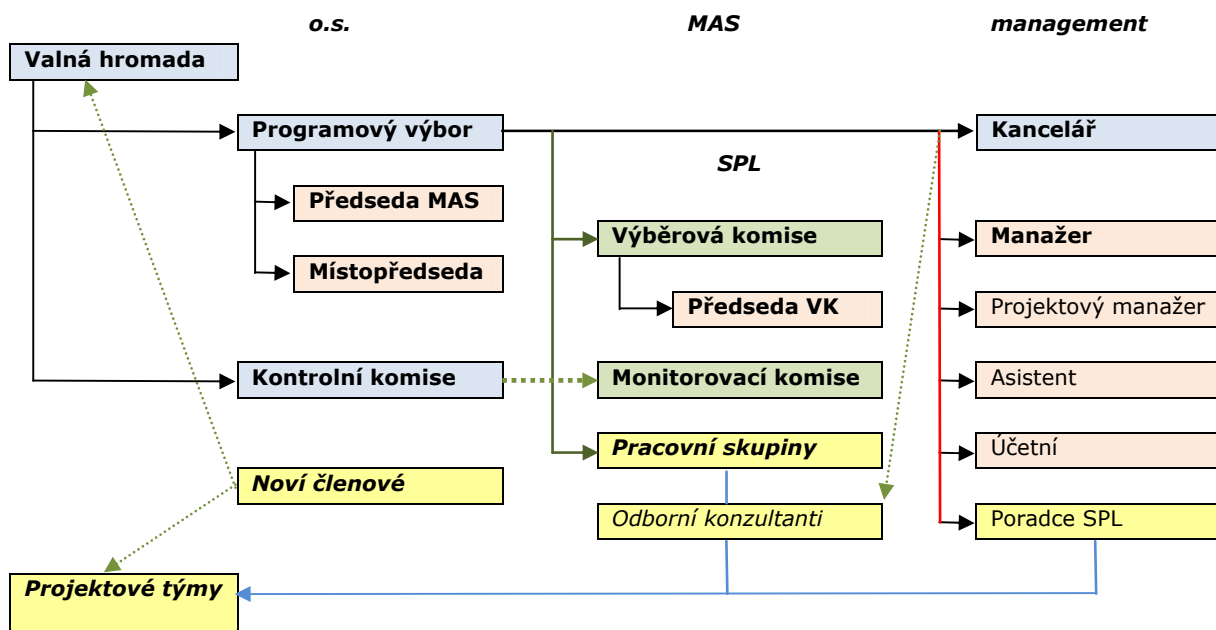 o.s.
MAS
management
Valná hromada
Programový výbor
Kancelář
SPL
Předseda MAS
Výběrová komise
Manažer
Místopředseda
Předseda VK
Projektový manažer
Kontrolní komise
Monitorovací komise
Asistent
Pracovní skupiny
Účetní
Noví členové
Odborní konzultanti
Poradce SPL
Projektové týmy